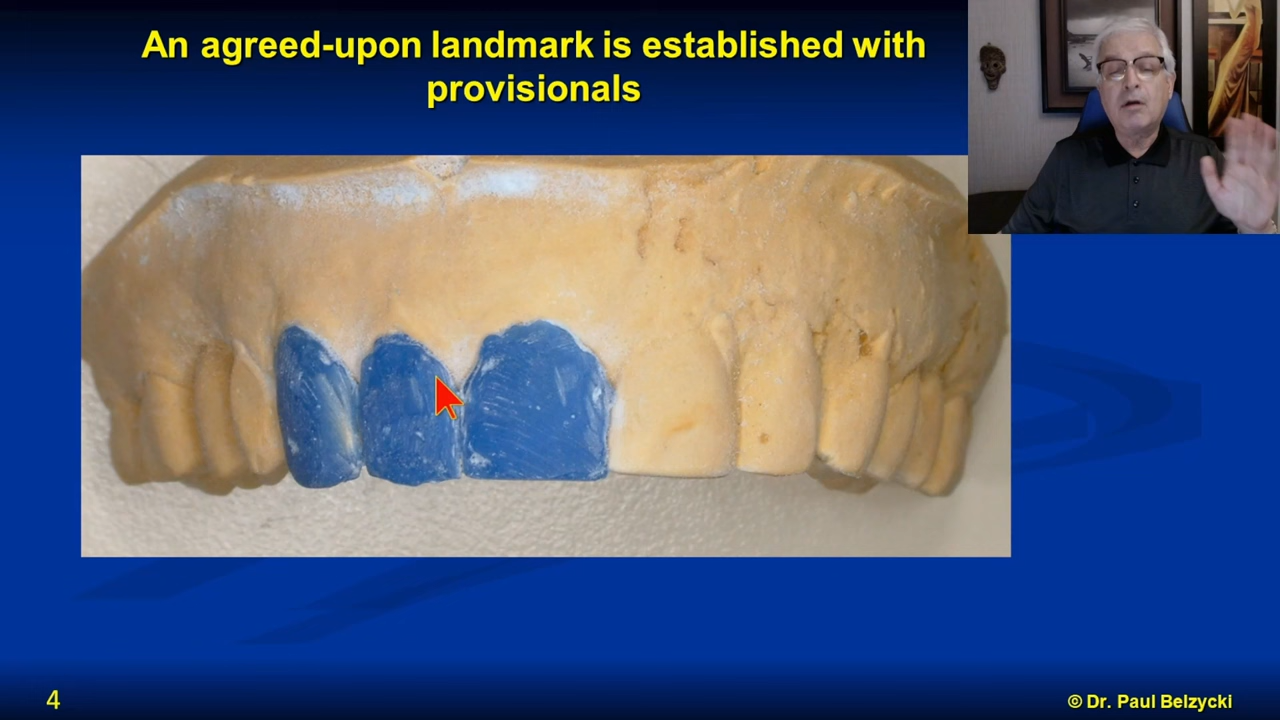 An agreed-upon landmark is established with
provisionals
4
© Dr. Paul Belzycki